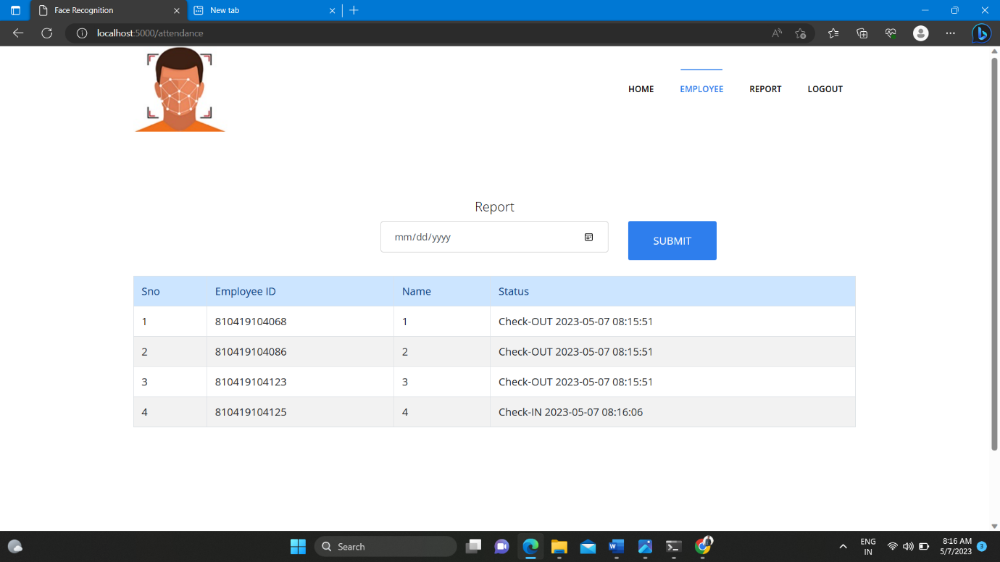 Face Recognition
New tab
localhost:5000/attendance
HOME EMPLOYEE REPORT LOGOUT
Report
mm/dd/yyyy
SUBMIT
Sno Employee ID Name Status
1 810419104068 1 Check-OUT 2023-05-07 08:15:51
2 810419104086 2 Check-OUT 2023-05-07 08:15:51
3 810419104123 3 Check-OUT 2023-05-07 08:15:51
4 810419104125 4 Check-IN 2023-05-07 08:16:06
Search
ENG
IN
8:16 AM
5/7/2023
3